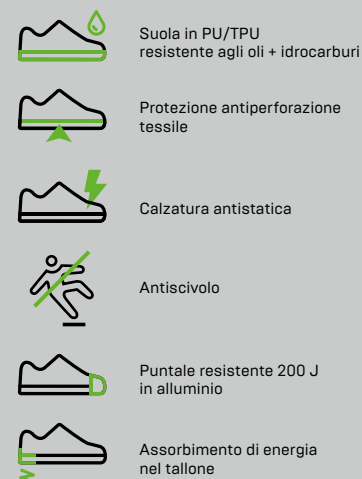 Suola in PU/TPU
resistente agli oli + idrocarburi
Protezione antiperforazione
tessile
Calzatura antistatica
Antiscivolo
Puntale resistente 200 J
in alluminio
Assorbimento di energia
nel tallone